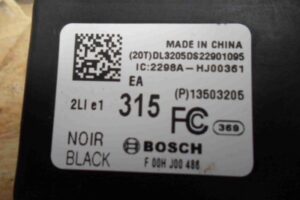 MADE IN CHINA
(20T)DL3205DS22901095
IC:2298A-HJ00361
EA
(P)13503205
2LI e1 315 FC 369
NOIR
BLACK
BOSCH
F 00H J00 486